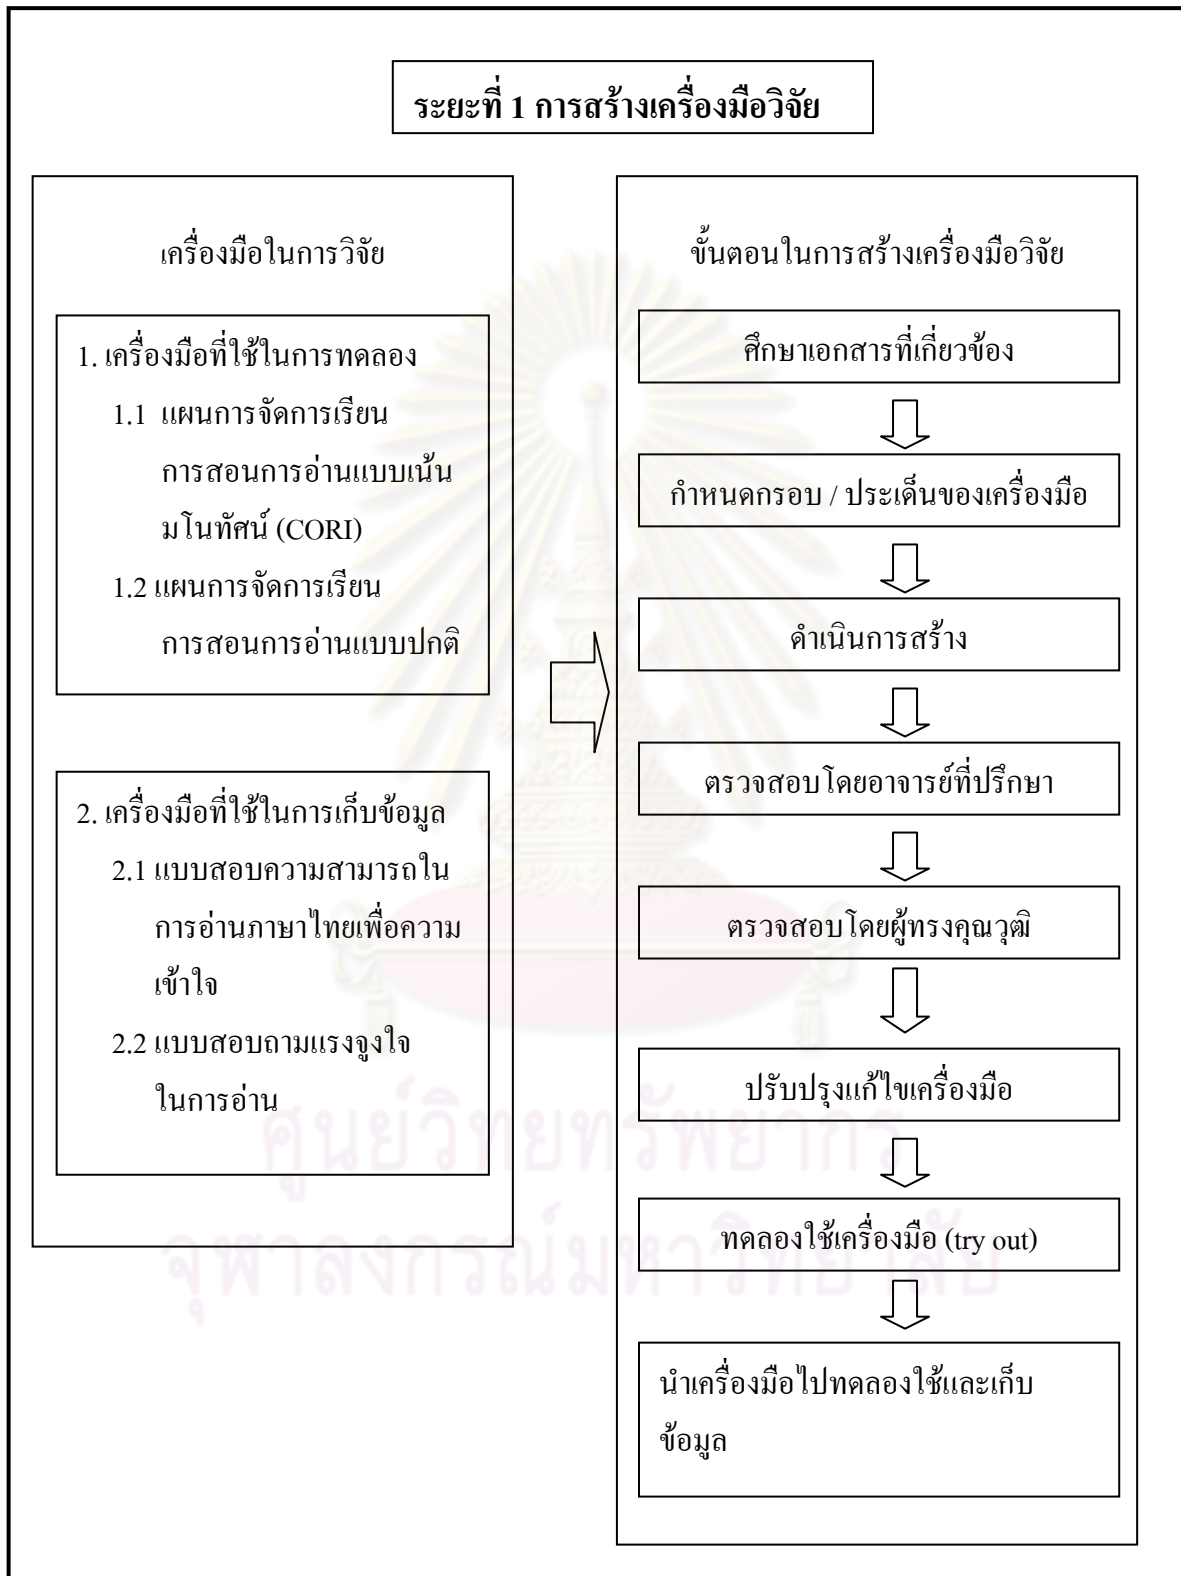 ระยะที่ 1 การสร้างเครื่องมือวิจัย
เครื่องมือในการวิจัย
1. เครื่องมือที่ใช้ในการทดลอง
1.1 แผนการจัดการเรียน
การสอนการอ่านแบบเน้น
มโนทัศน์ (CORI)
1.2 แผนการจัดการเรียน
การสอนการอ่านแบบปกติ
2. เครื่องมือที่ใช้ในการเก็บข้อมูล
2.1 แบบสอบความสามารถใน
การอ่านภาษาไทยเพื่อความ
เข้าใจ
2.2 แบบสอบถามแรงจูงใจ
ในการอ่าน
ขั้นตอนในการสร้างเครื่องมือวิจัย
ศึกษาเอกสารที่เกี่ยวข้อง
กำหนดกรอบ / ประเด็นของเครื่องมือ
ดำเนินการสร้าง
ตรวจสอบโดยอาจารย์ที่ปรึกษา
ตรวจสอบโดยผู้ทรงคุณวุฒิ
ปรับปรุงแก้ไขเครื่องมือ
ทดลองใช้เครื่องมือ (try out)
นำเครื่องมือไปทดลองใช้และเก็บ
ข้อมูล
ศูนย์วิทยทรัพยากร
จุฬาลงกรณ์มหาวิทยาลัย